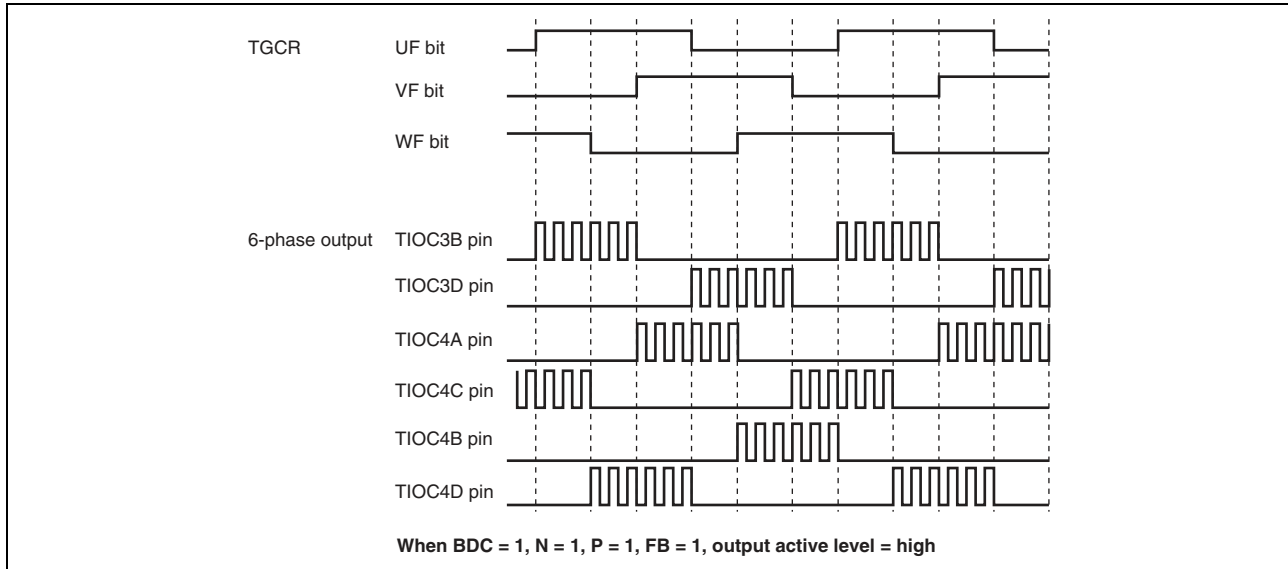 TGCR UF bit
VF bit
WF bit
6-phase output TIOC3B pin
TIOC3D pin
TIOC4A pin
TIOC4C pin
TIOC4B pin
TIOC4D pin
When BDC = 1, N = 1, P = 1, FB = 1, output active level = high